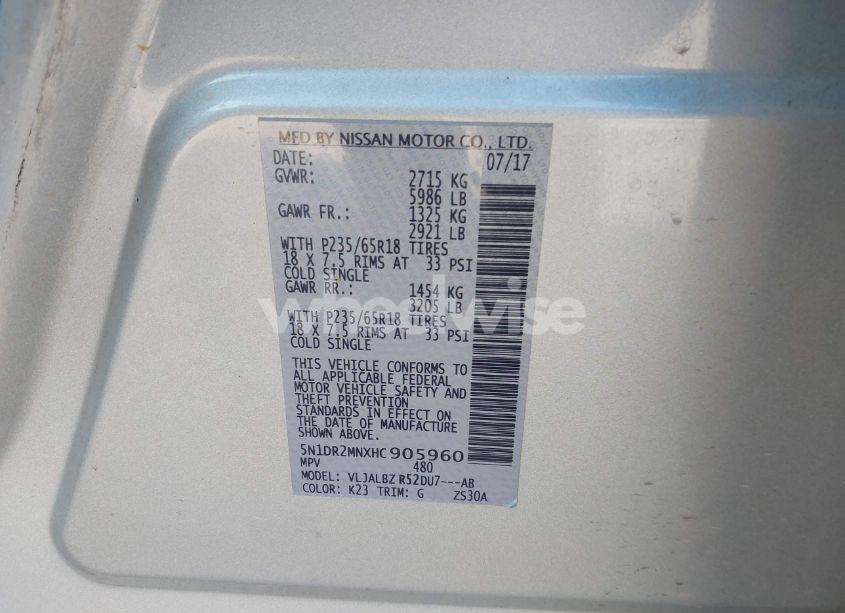 MFD BY NISSAN MOTOR CO., LTD.
DATE: 07/17
GVWR: 2715 KG
5986 LB
GAWR FR.: 1325 KG
2921 LB
WITH P235/65R18 TIRES
18 X 7.5 RIMS AT 33 PSI
COLD SINGLE
GAWR RR.: 1454 KG
3205 LB
WITH P235/65R18 TIRES
18 X 7.5 RIMS AT 33 PSI
COLD SINGLE
wheelwise
THIS VEHICLE CONFORMS TO
ALL APPLICABLE FEDERAL
MOTOR VEHICLE SAFETY AND
THEFT PREVENTION
STANDARDS IN EFFECT ON
THE DATE OF MANUFACTURE
SHOWN ABOVE.
5N1DR2MNXHC905960
MPV 480
MODEL: VLJALBZ R52DU7---AB
COLOR: K23 TRIM: G ZS30A